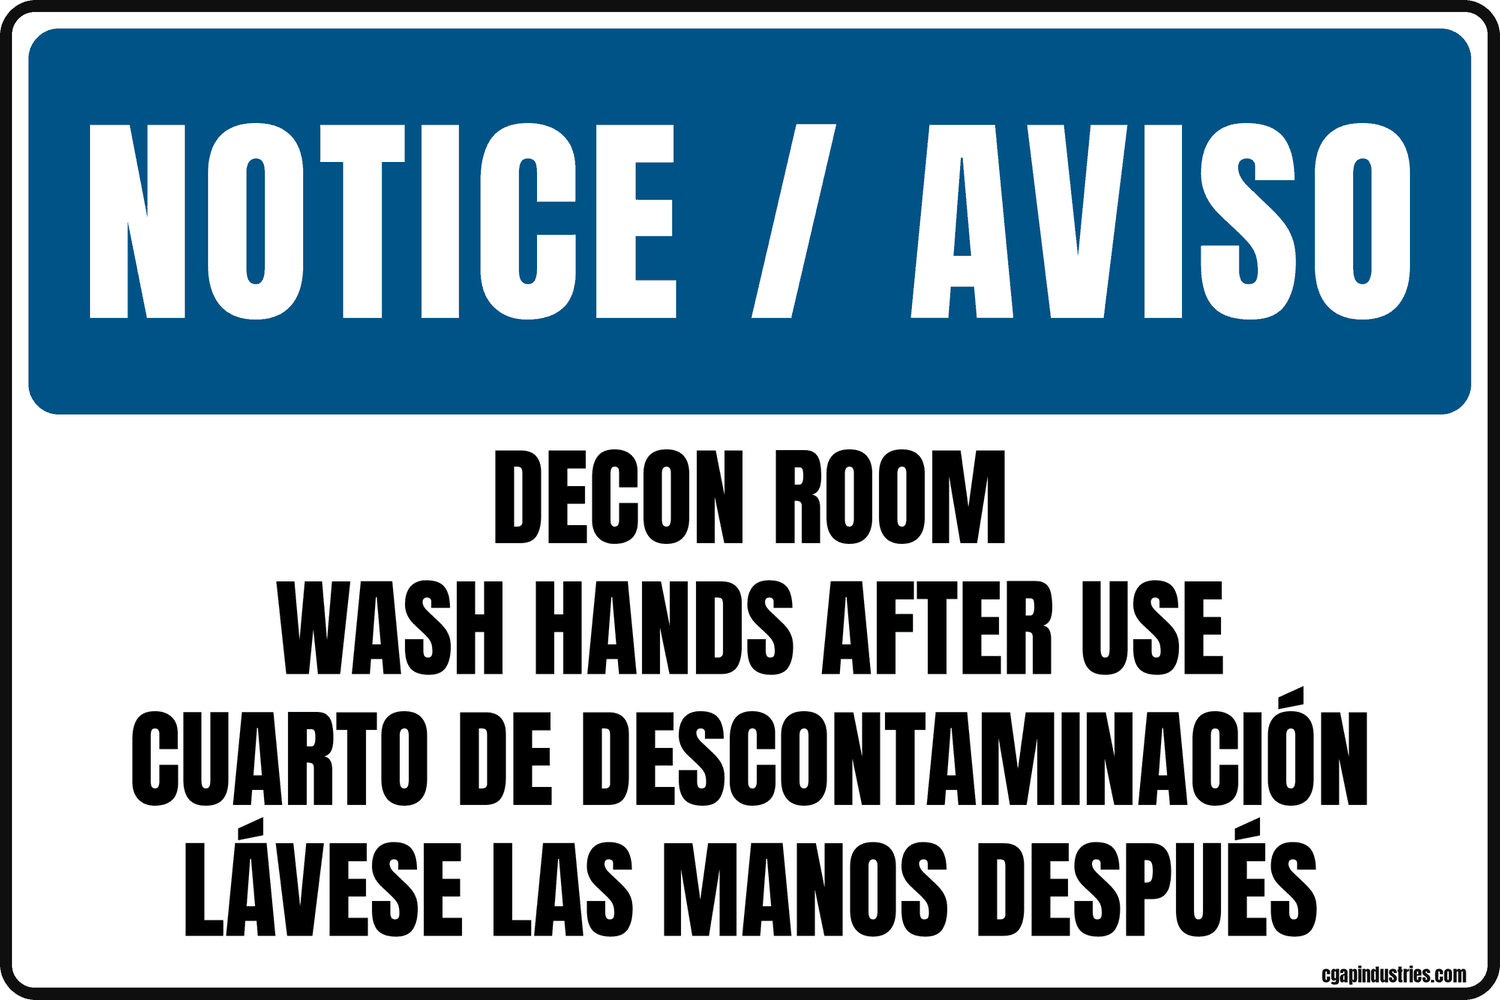 NOTICE / AVISO
DECON ROOM
WASH HANDS AFTER USE
CUARTO DE DESCONTAMINACIÓN
LÁVESE LAS MANOS DESPUÉS
cgapindustries.com